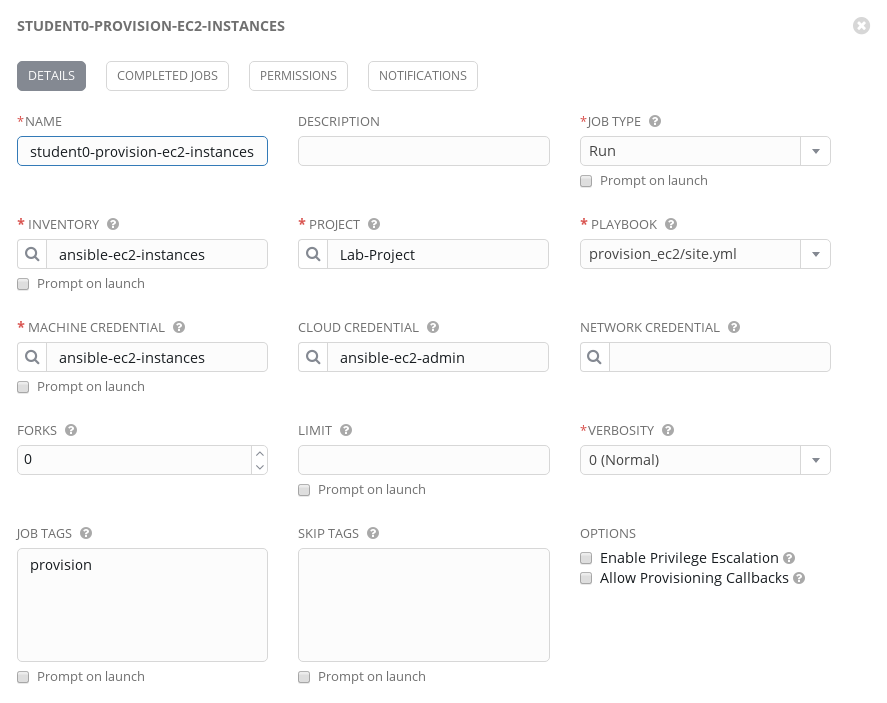 STUDENT0-PROVISION-EC2-INSTANCES
DETAILS COMPLETED JOBS PERMISSIONS NOTIFICATIONS
*NAME DESCRIPTION *JOB TYPE ?
student0-provision-ec2-instances Run
Prompt on launch
* INVENTORY ? * PROJECT ? * PLAYBOOK ?
ansible-ec2-instances Lab-Project provision_ec2/site.yml
Prompt on launch
* MACHINE CREDENTIAL ? CLOUD CREDENTIAL ? NETWORK CREDENTIAL ?
ansible-ec2-instances ansible-ec2-admin
Prompt on launch
FORKS ? LIMIT ? *VERBOSITY ?
0 0 (Normal)
Prompt on launch
JOB TAGS ? SKIP TAGS ? OPTIONS
provision Enable Privilege Escalation ?
Allow Provisioning Callbacks ?
Prompt on launch Prompt on launch